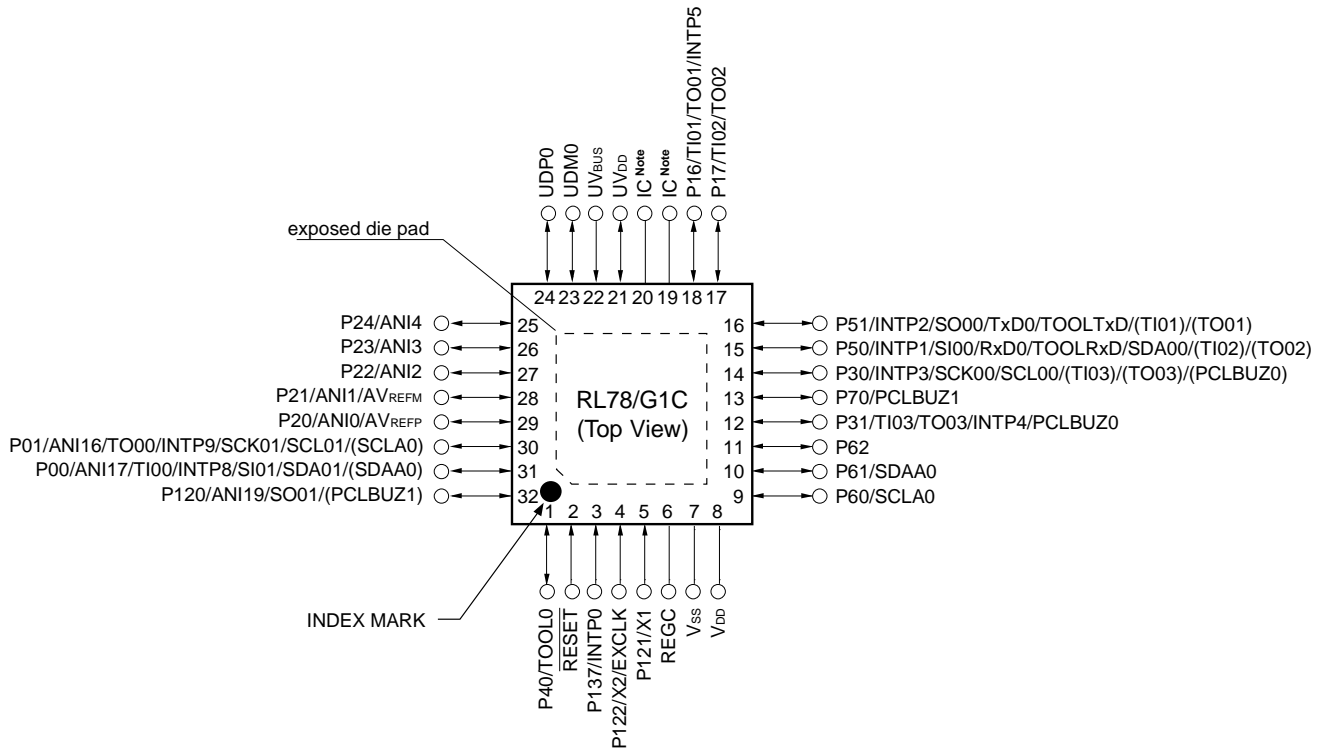 UDP0
UDM0
UVBUS
UVDD
IC Note
IC Note
P16/TI01/TO01/INTP5
P17/TI02/TO02
exposed die pad
24 23 22 21 20 19 18 17
P24/ANI4 25
P23/ANI3 26
P22/ANI2 27
P21/ANI1/AVREFM 28
P20/ANI0/AVREFP 29
P01/ANI16/TO00/INTP9/SCK01/SCL01/(SCLA0) 30
P00/ANI17/TI00/INTP8/SI01/SDA01/(SDAA0) 31
P120/ANI19/SO01/(PCLBUZ1) 32
RL78/G1C
(Top View)
16 P51/INTP2/SO00/TxD0/TOOLTxD/(TI01)/(TO01)
15 P50/INTP1/SI00/RxD0/TOOLRxD/SDA00/(TI02)/(TO02)
14 P30/INTP3/SCK00/SCL00/(TI03)/(TO03)/(PCLBUZ0)
13 P70/PCLBUZ1
12 P31/TI03/TO03/INTP4/PCLBUZ0
11 P62
10 P61/SDAA0
9 P60/SCLA0
1 2 3 4 5 6 7 8
INDEX MARK
P40/TOOL0
RESET
P137/INTP0
P122/X2/EXCLK
P121/X1
REGC
VSS
VDD